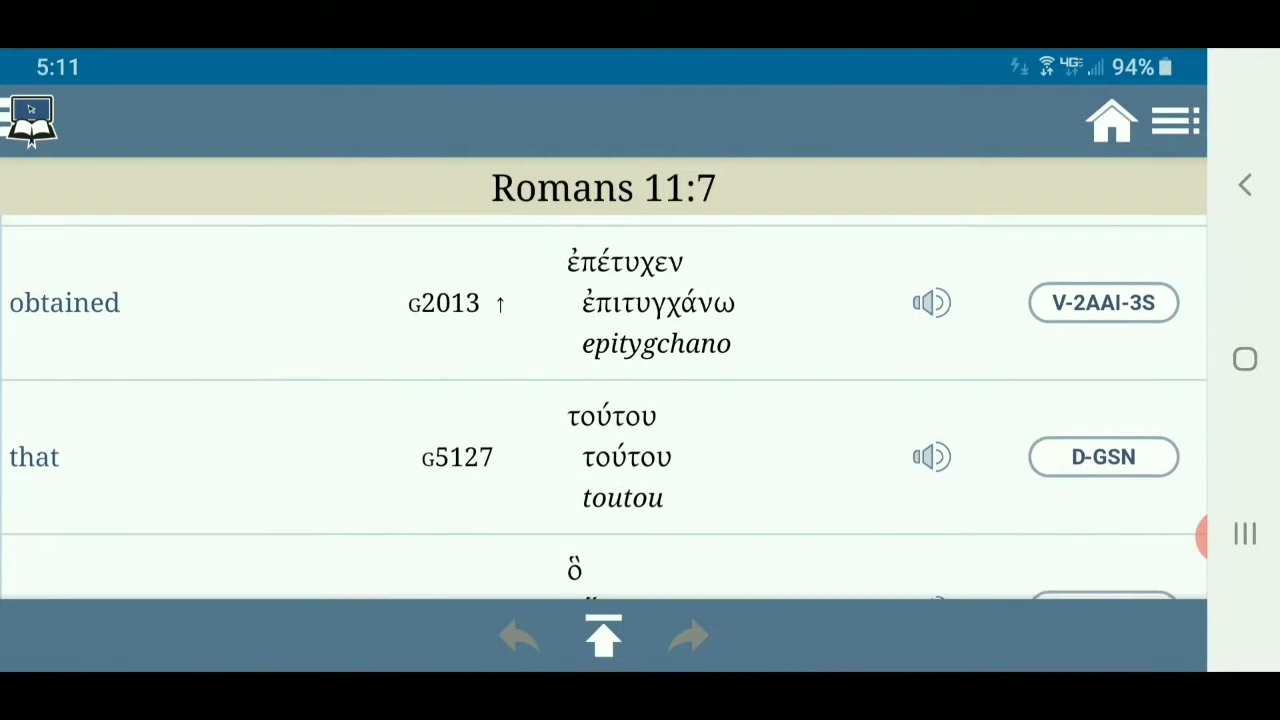 5:11
4G 94%
Romans 11:7
ἐπέτυχεν
obtained G2013 ↑ ἐπιτυγχάνω V-2AAI-3S
epitygchano
τούτου
that G5127 τούτου D-GSN
toutou
ὃ